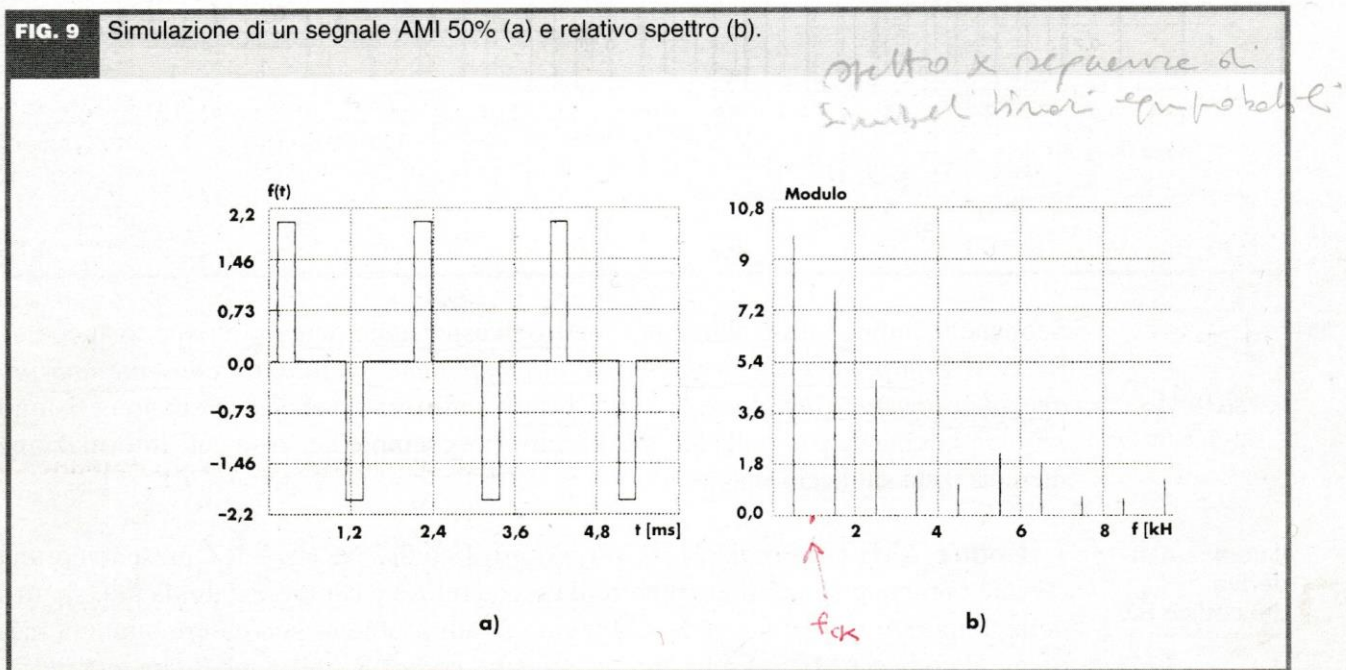 FIG. 9 Simulazione di un segnale AMI 50% (a) e relativo spettro (b).
spettro x sequenze di
simboli binari equiprobabili
f(t)
2,2
1,46
0,73
0,0
−0,73
−1,46
−2,2
1,2 2,4 3,6 4,8 t [ms]
a)
Modulo
10,8
9
7,2
5,4
3,6
1,8
0,0
2 4 6 8 f [kH
fck
b)